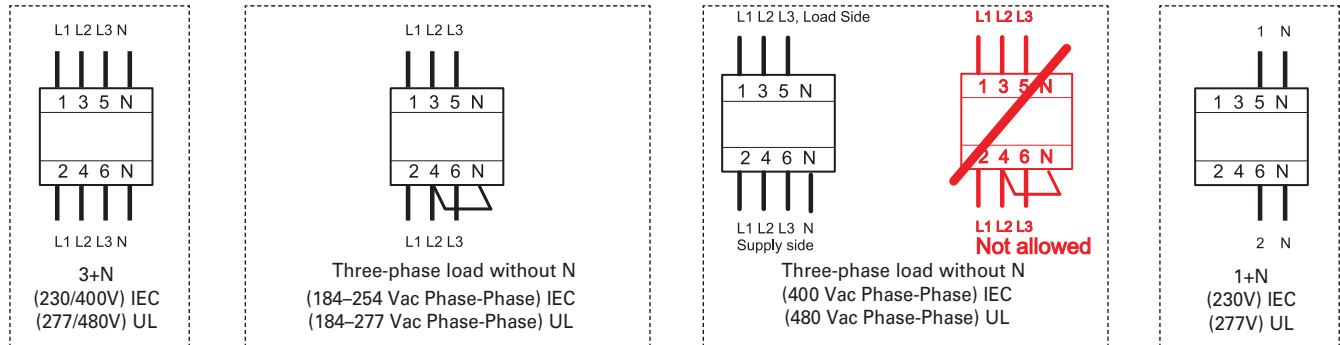 L1 L2 L3 N
1 3 5 N
2 4 6 N
L1 L2 L3 N
3+N
(230/400V) IEC
(277/480V) UL
L1 L2 L3
1 3 5 N
2 4 6 N
L1 L2 L3
Three-phase load without N
(184–254 Vac Phase-Phase) IEC
(184–277 Vac Phase-Phase) UL
L1 L2 L3, Load Side
1 3 5 N
2 4 6 N
L1 L2 L3 N
Supply side
L1 L2 L3
1 3 5 N
2 4 6 N
L1 L2 L3
Not allowed
Three-phase load without N
(400 Vac Phase-Phase) IEC
(480 Vac Phase-Phase) UL
1 N
1 3 5 N
2 4 6 N
2 N
1+N
(230V) IEC
(277V) UL